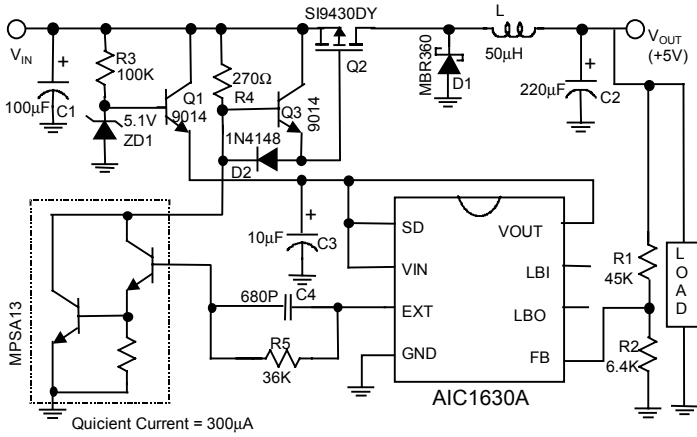 SI9430DY
L
V_IN
V_OUT
(+5V)
R3
100K
270Ω
R4
Q2
MBR360
D1
50μH
100μF
C1
5.1V
ZD1
Q1
9014
Q3
9014
220μF
C2
1N4148
D2
10μF
C3
SD
VOUT
VIN
LBI
EXT
LBO
GND
FB
AIC1630A
R1
45K
R2
6.4K
LOAD
680P
C4
R5
36K
MPSA13
Quicient Current = 300μA